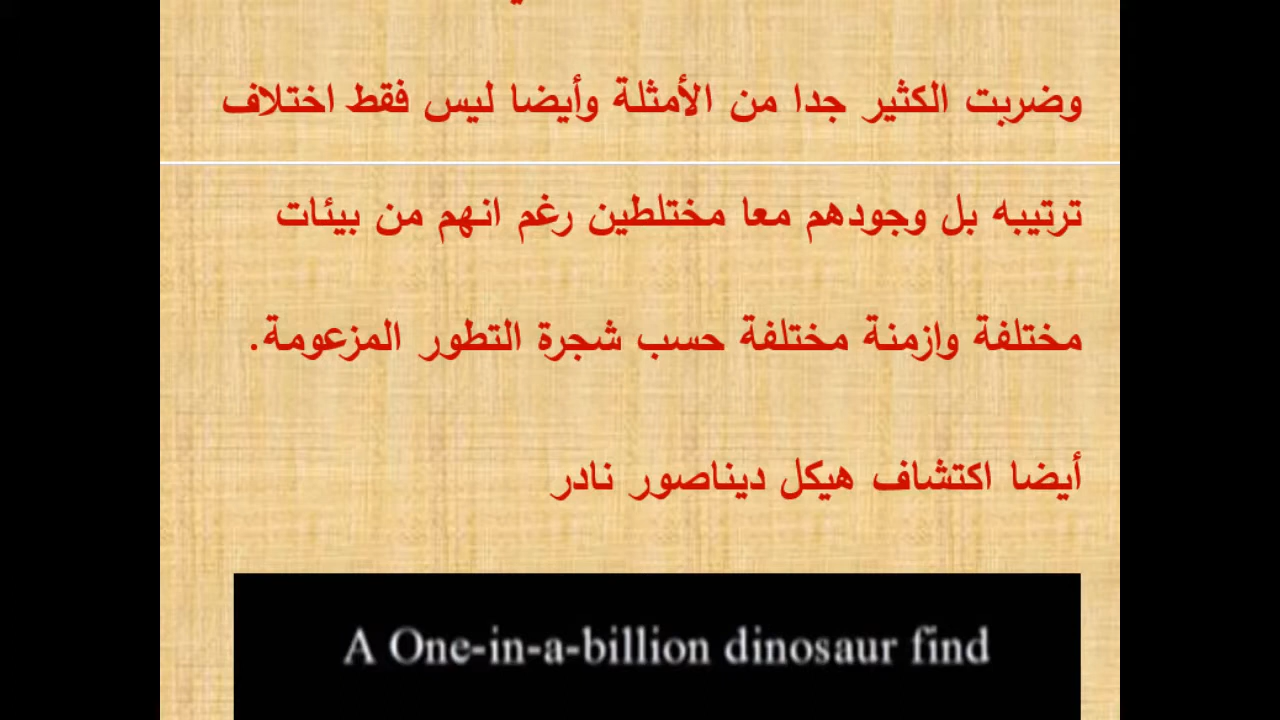 وضربت الكثير جدا من الأمثلة وأيضا ليس فقط اختلاف
ترتيبه بل وجودهم معا مختلطين رغم انهم من بيئات
مختلفة وازمنة مختلفة حسب شجرة التطور المزعومة.
أيضا اكتشاف هيكل ديناصور نادر
A One-in-a-billion dinosaur find